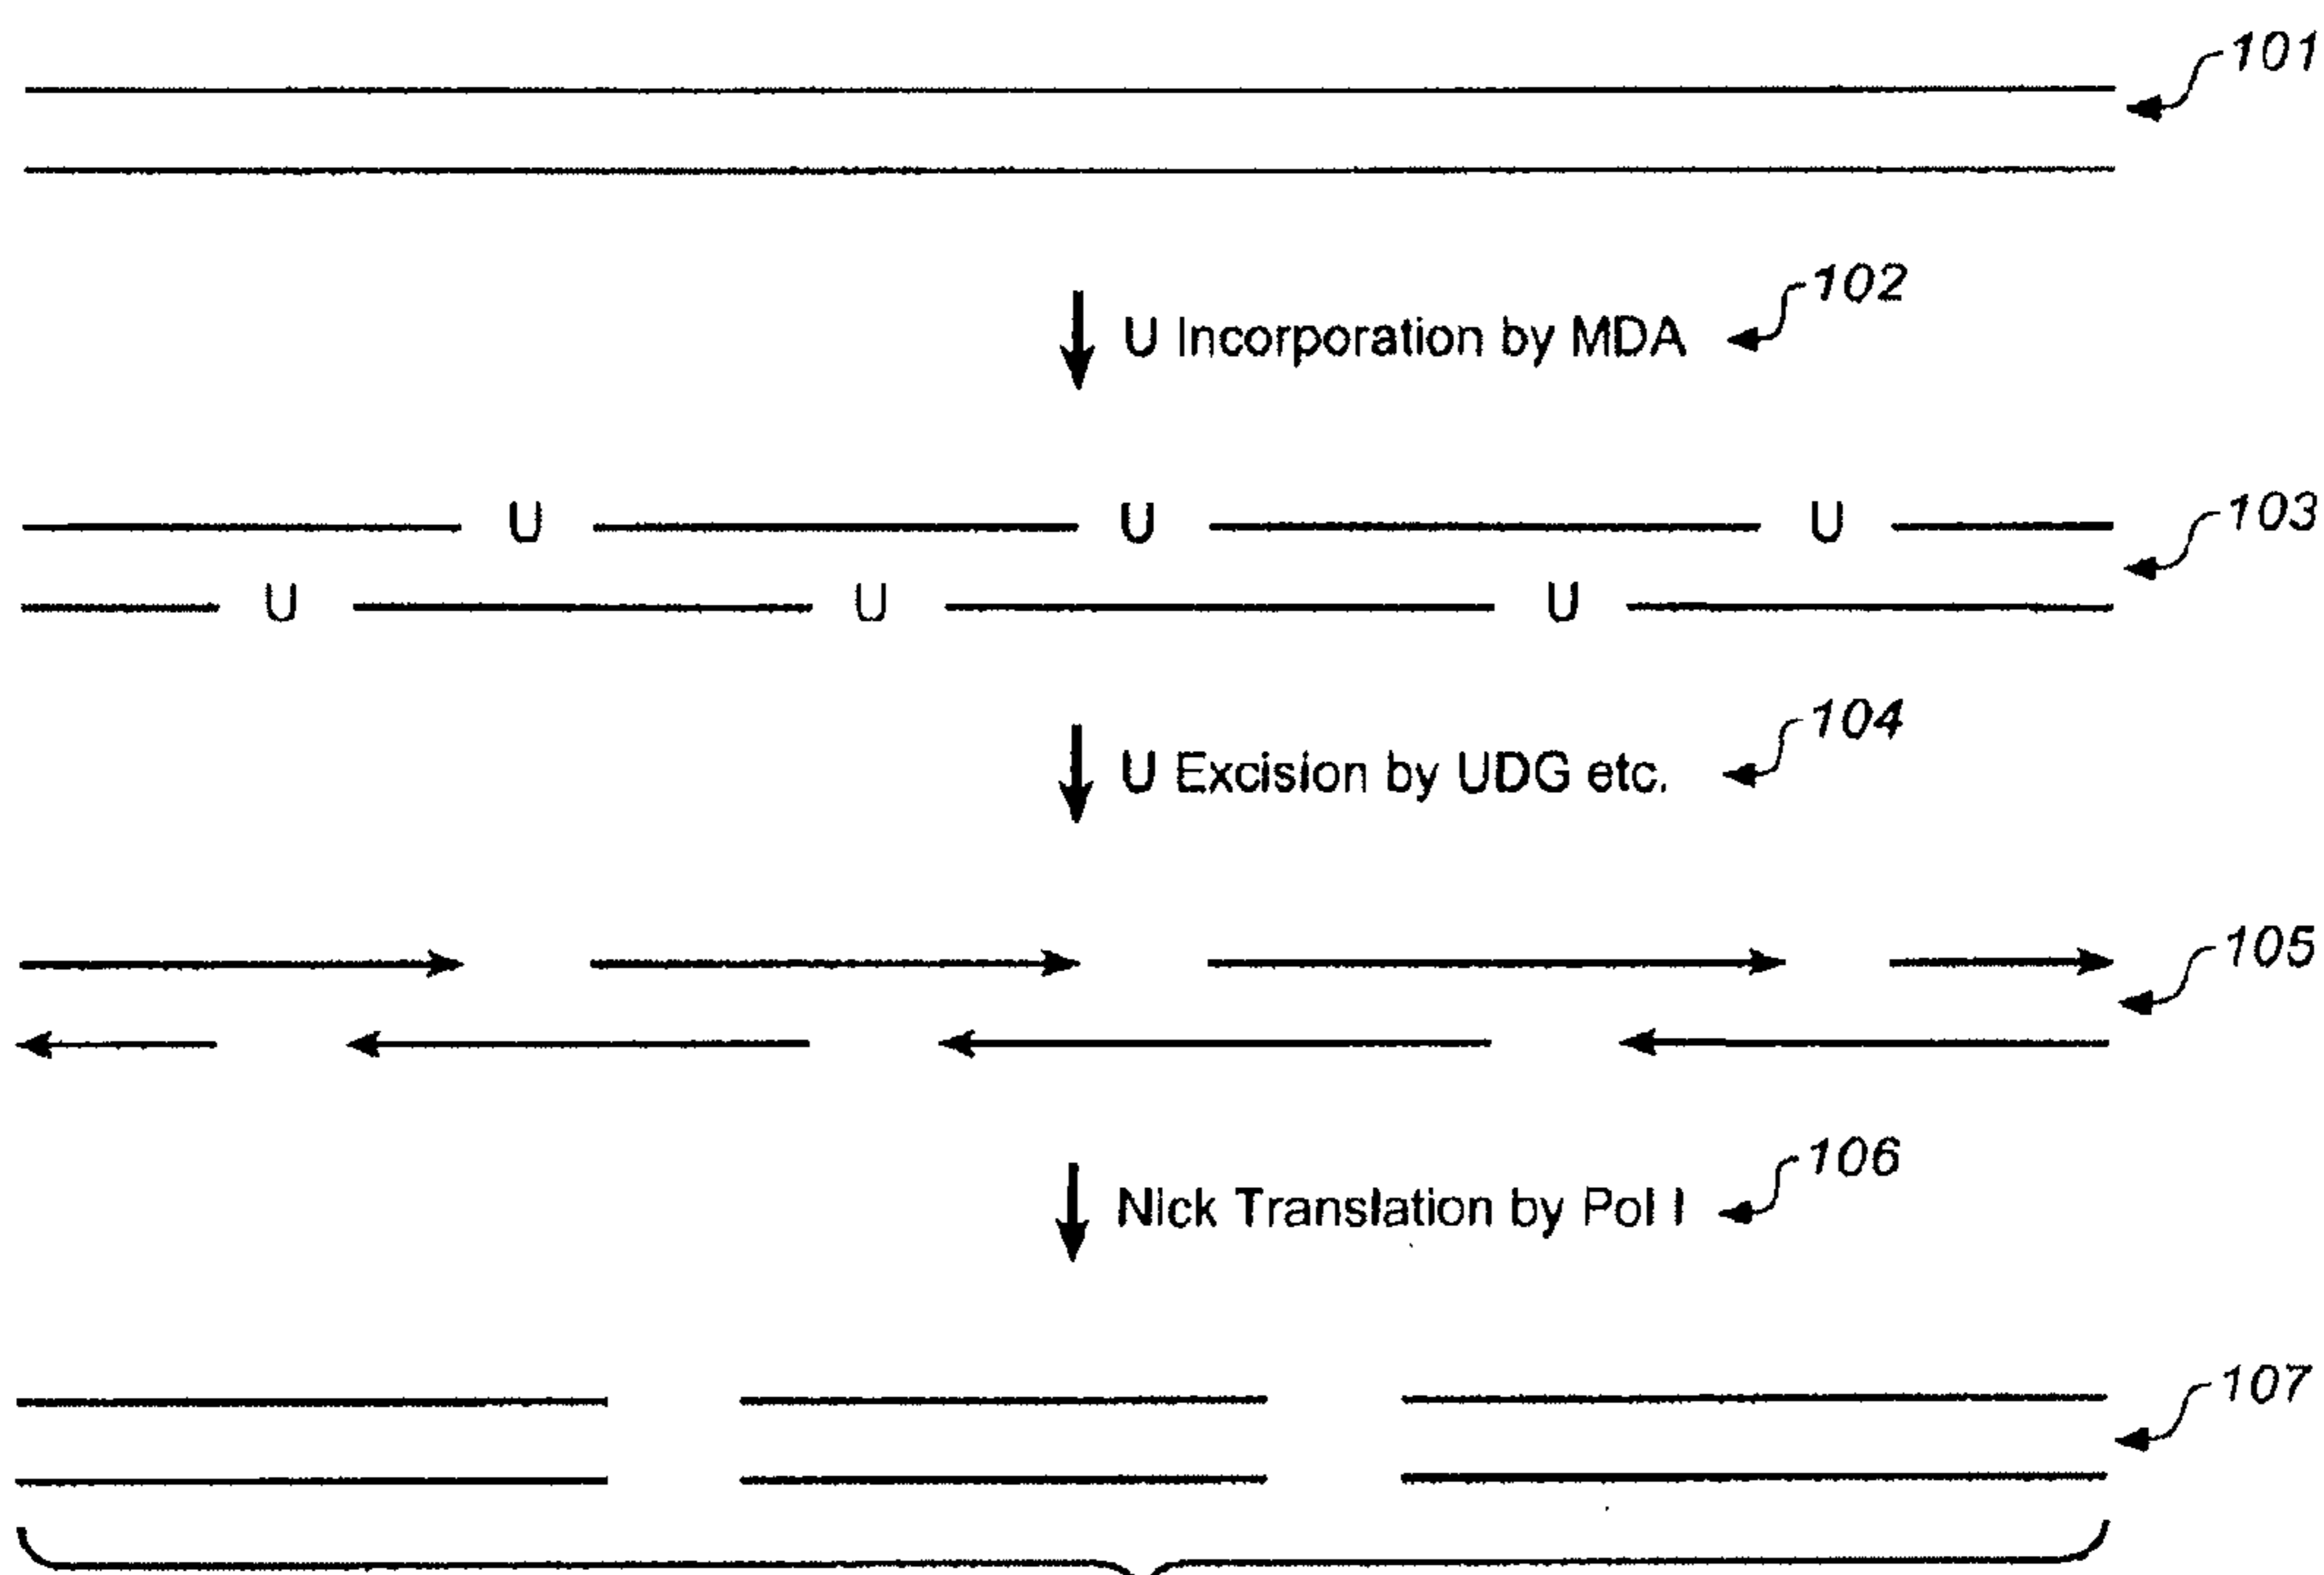 101
U Incorporation by MDA 102
U U U 103
U U U
U Excision by UDG etc. 104
105
Nick Translation by Pol I 106
107